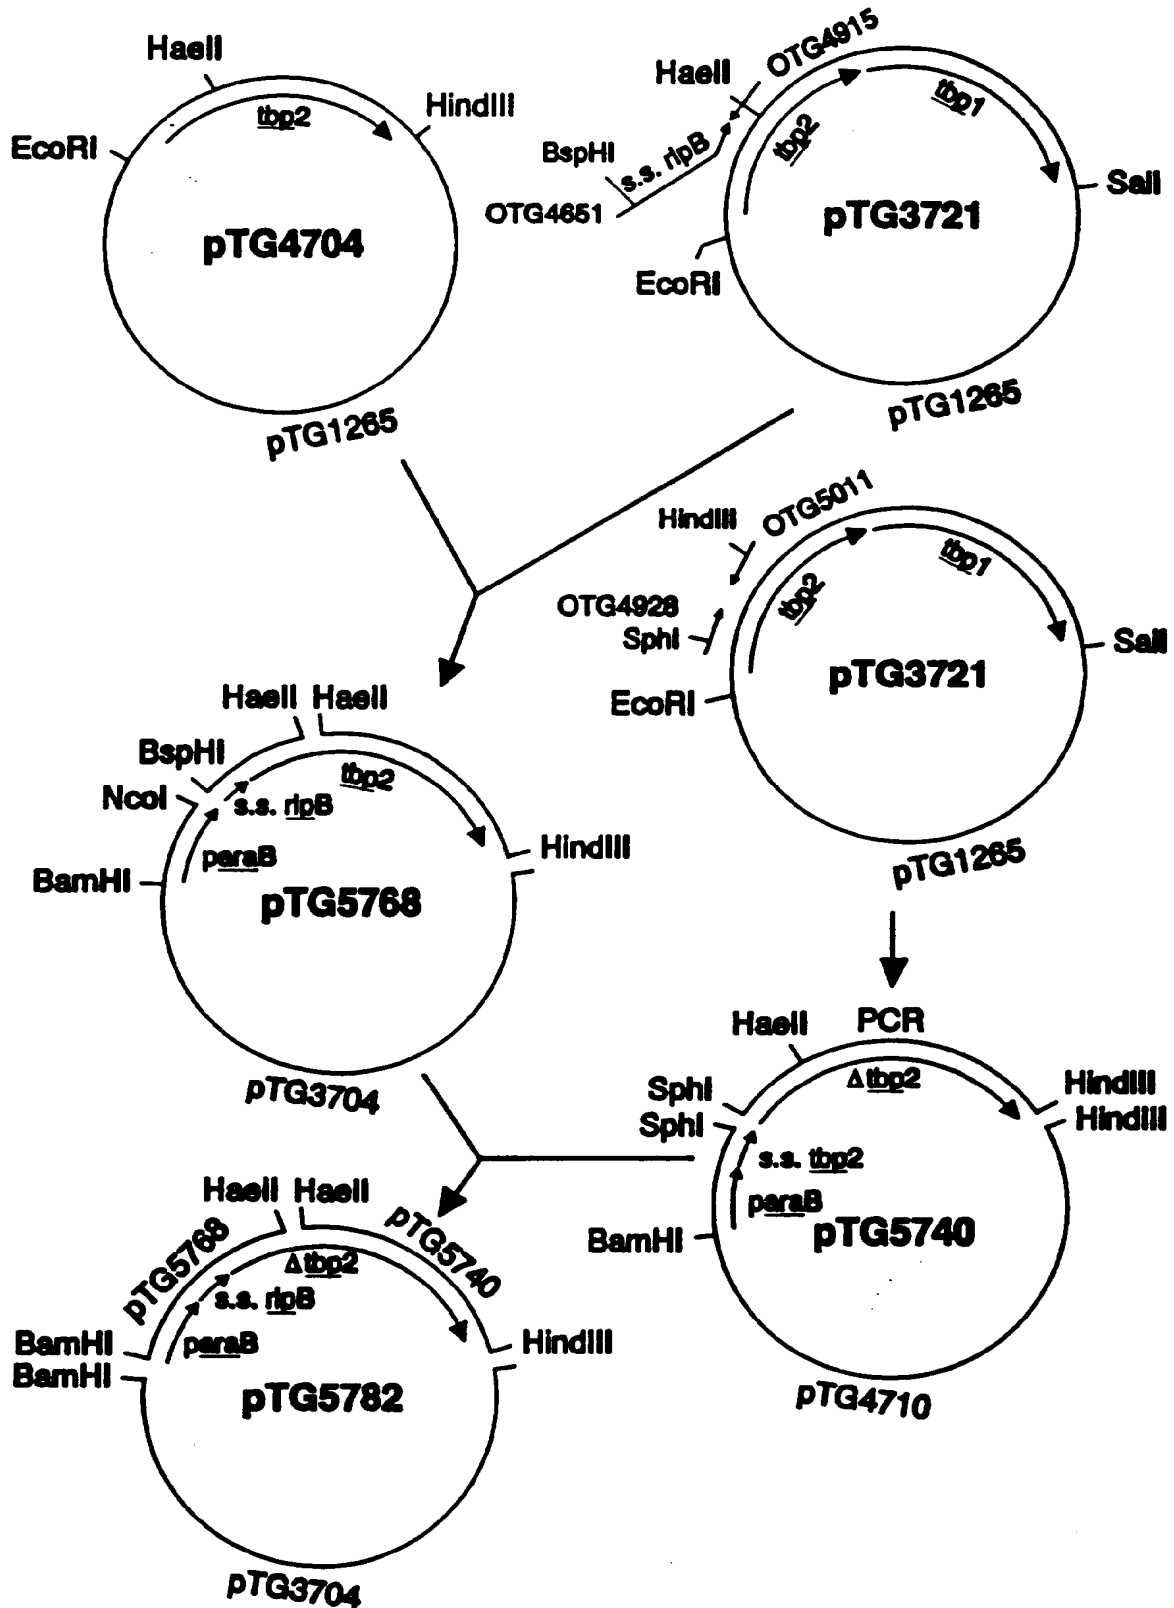 HaeII
tbp2
HindIII
EcoRI
pTG4704
pTG1265
OTG4915
HaeII
tbp1
BspHI
s.s. rlpB
tbp2
OTG4651
SalI
pTG3721
EcoRI
pTG1265
HindIII
OTG5011
tbp1
tbp2
OTG4928
SphI
SalI
pTG3721
EcoRI
pTG1265
HaeII HaeII
BspHI
tbp2
NcoI
s.s. rlpB
HindIII
paraB
BamHI
pTG5768
pTG3704
PCR
HaeII
Δtbp2
SphI
HindIII
SphI
HindIII
s.s. tbp2
paraB
pTG5740
BamHI
pTG4710
HaeII HaeII
pTG5768
pTG5740
Δtbp2
s.s. rlpB
BamHI
paraB
HindIII
BamHI
pTG5782
pTG3704